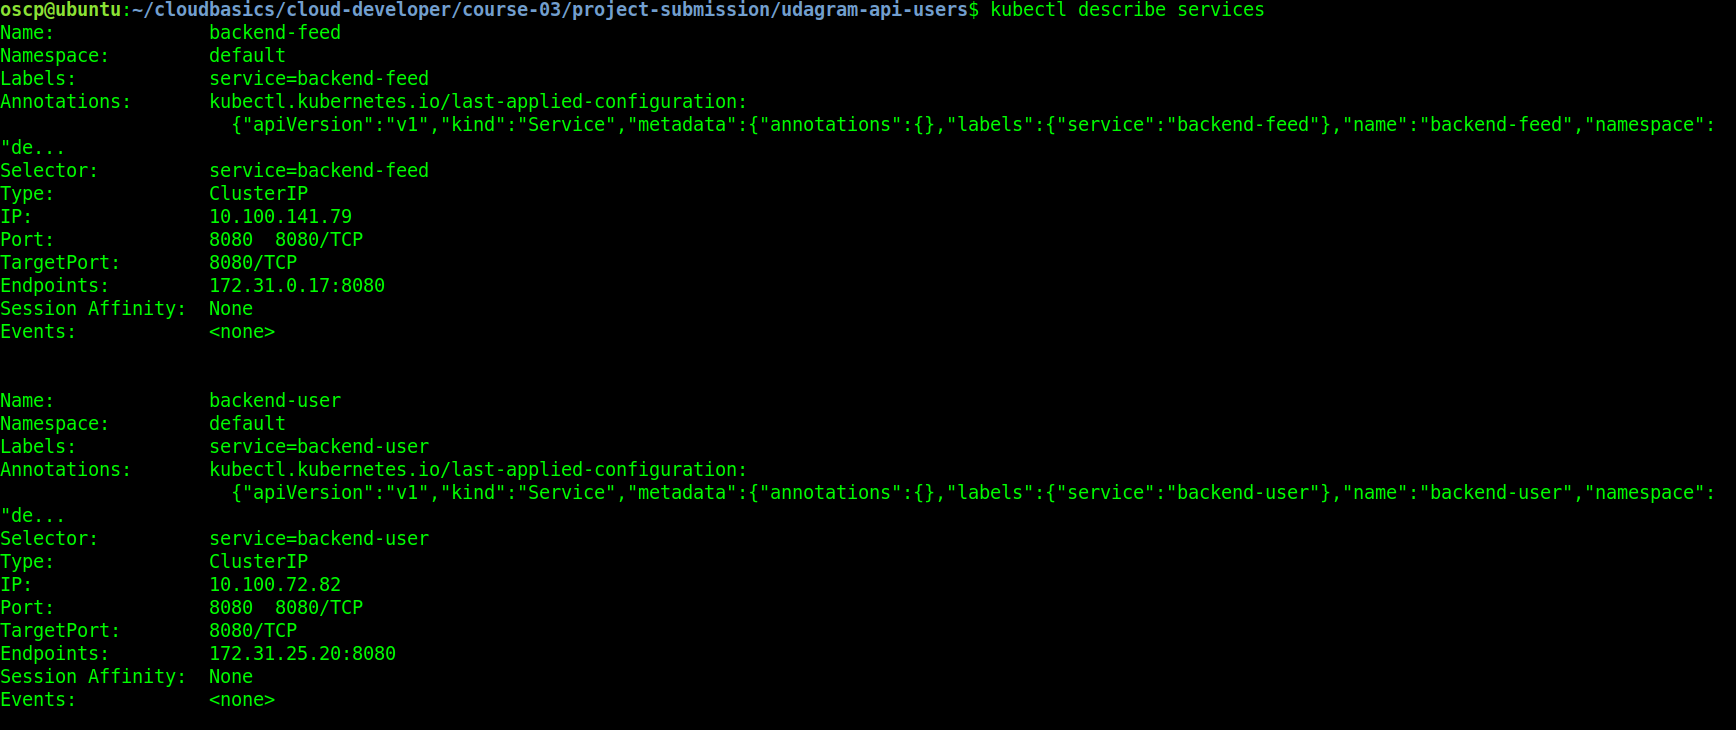 oscp@ubuntu:~/cloudbasics/cloud-developer/course-03/project-submission/udagram-api-users$ kubectl describe services
Name:              backend-feed
Namespace:         default
Labels:            service=backend-feed
Annotations:       kubectl.kubernetes.io/last-applied-configuration:
                     {"apiVersion":"v1","kind":"Service","metadata":{"annotations":{},"labels":{"service":"backend-feed"},"name":"backend-feed","namespace":
"de...
Selector:          service=backend-feed
Type:              ClusterIP
IP:                10.100.141.79
Port:              8080  8080/TCP
TargetPort:        8080/TCP
Endpoints:         172.31.0.17:8080
Session Affinity:  None
Events:            <none>

Name:              backend-user
Namespace:         default
Labels:            service=backend-user
Annotations:       kubectl.kubernetes.io/last-applied-configuration:
                     {"apiVersion":"v1","kind":"Service","metadata":{"annotations":{},"labels":{"service":"backend-user"},"name":"backend-user","namespace":
"de...
Selector:          service=backend-user
Type:              ClusterIP
IP:                10.100.72.82
Port:              8080  8080/TCP
TargetPort:        8080/TCP
Endpoints:         172.31.25.20:8080
Session Affinity:  None
Events:            <none>